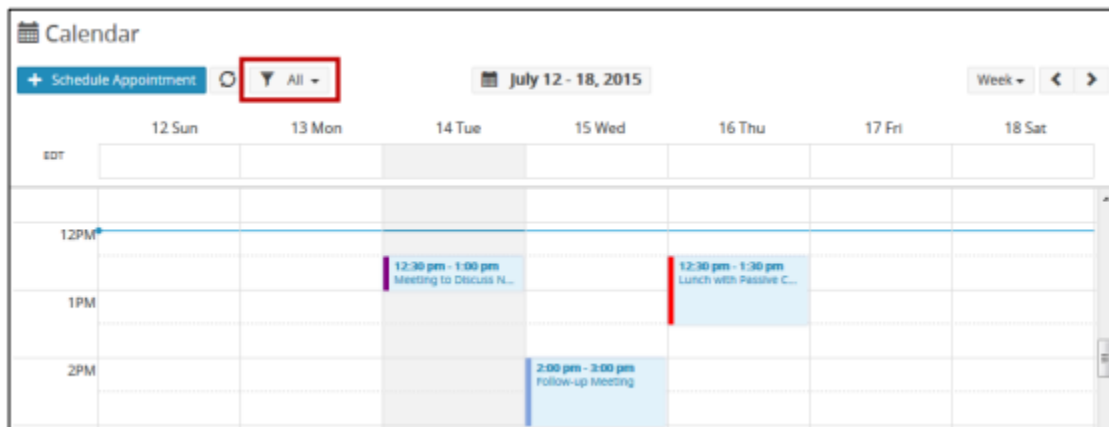 Calendar
+ Schedule Appointment All July 12 - 18, 2015 Week
12 Sun 13 Mon 14 Tue 15 Wed 16 Thu 17 Fri 18 Sat
EDT
12PM
12:30 pm - 1:00 pm 12:30 pm - 1:30 pm
Meeting to Discuss N... Lunch with Passive C...
1PM
2PM
2:00 pm - 3:00 pm
Follow-up Meeting